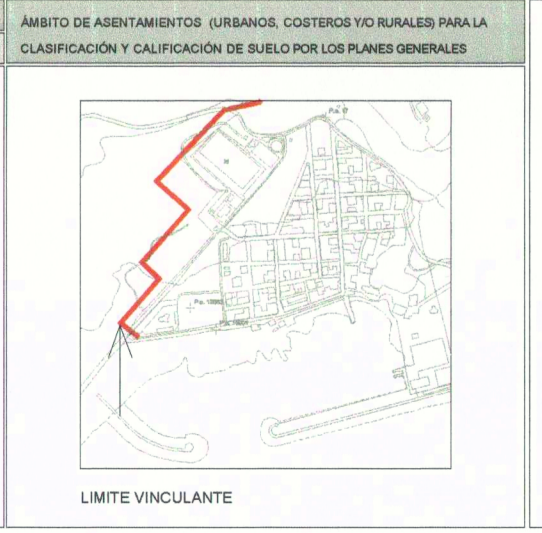 ÁMBITO DE ASENTAMIENTOS (URBANOS, COSTEROS Y/O RURALES) PARA LA
CLASIFICACIÓN Y CALIFICACIÓN DE SUELO POR LOS PLANES GENERALES
LIMITE VINCULANTE